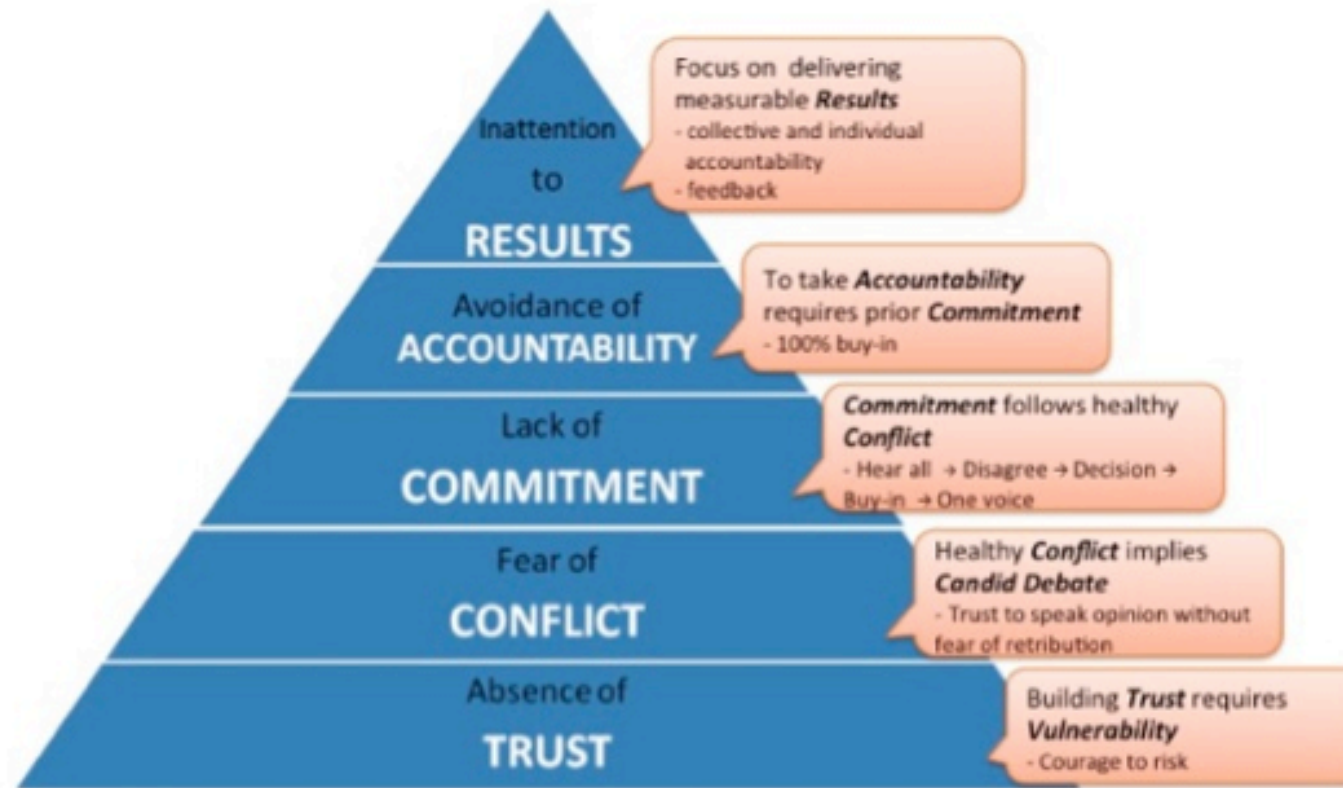 Inattention
to
RESULTS
Focus on delivering
measurable Results
- collective and individual
accountability
- feedback
Avoidance of
ACCOUNTABILITY
To take Accountability
requires prior Commitment
- 100% buy-in
Lack of
COMMITMENT
Commitment follows healthy
Conflict
- Hear all → Disagree → Decision →
Buy-in → One voice
Fear of
CONFLICT
Healthy Conflict implies
Candid Debate
- Trust to speak opinion without
fear of retribution
Absence of
TRUST
Building Trust requires
Vulnerability
- Courage to risk